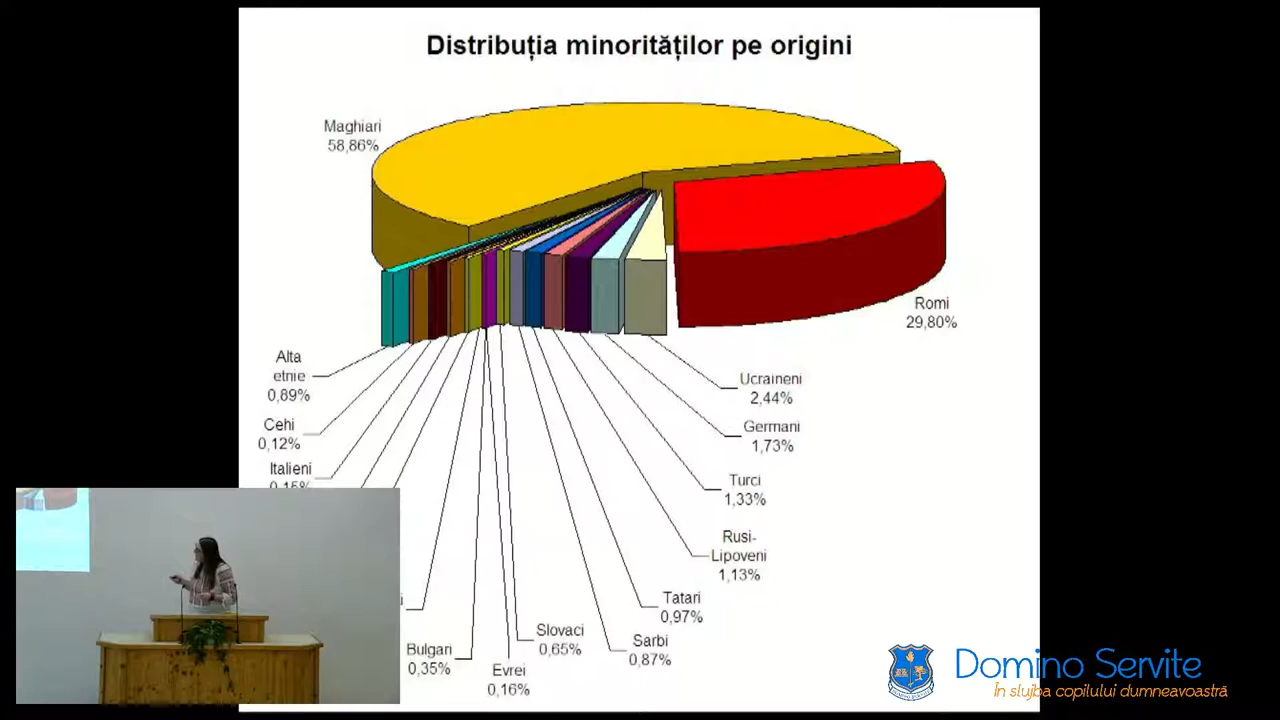 Distribuția minorităților pe origini
Maghiari
58,86%
Romi
29,80%
Alta
etnie
0,89%
Ucraineni
2,44%
Cehi
0,12%
Germani
1,73%
Italieni
0,15%
Turci
1,33%
Rusi-
Lipoveni
1,13%
i
Tatari
0,97%
Slovaci
0,65%
Sarbi
0,87%
Bulgari
0,35%
Evrei
0,16%
Domino Servite
În slujba copilului dumneavoastră